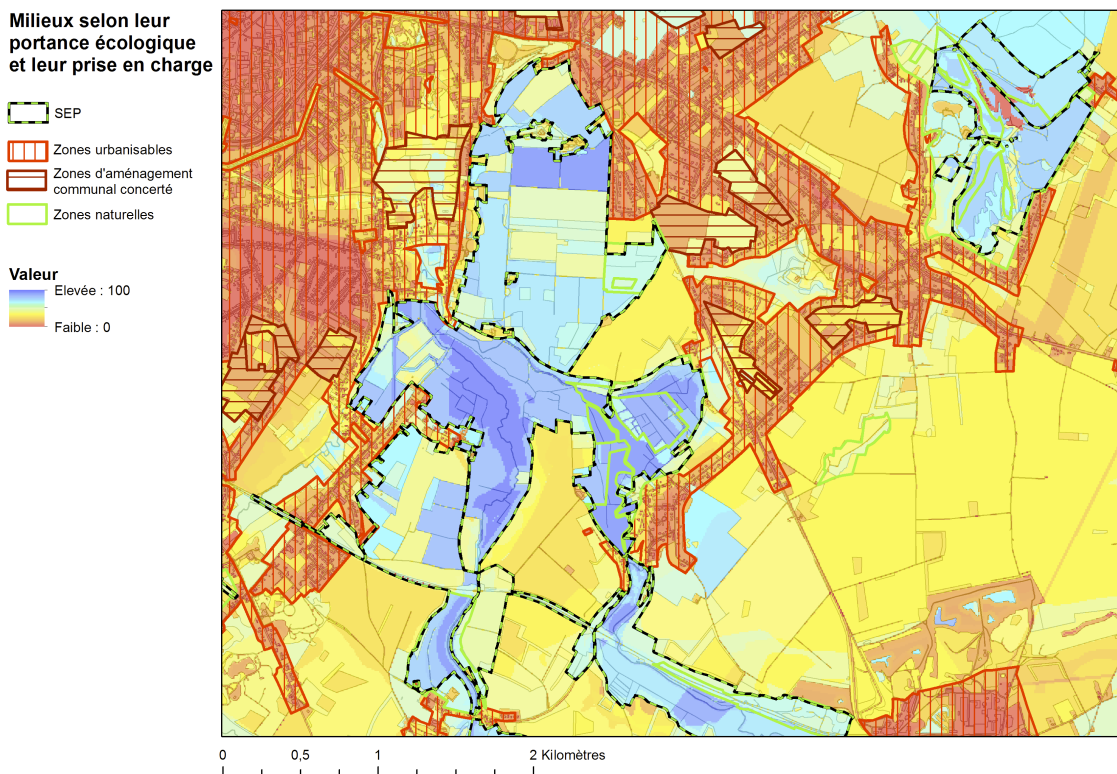 Milieux selon leur
portance écologique
et leur prise en charge
SEP
Zones urbanisables
Zones d'aménagement
communal concerté
Zones naturelles
Valeur
Elevée : 100
Faible : 0
0 0,5 1 2 Kilomètres